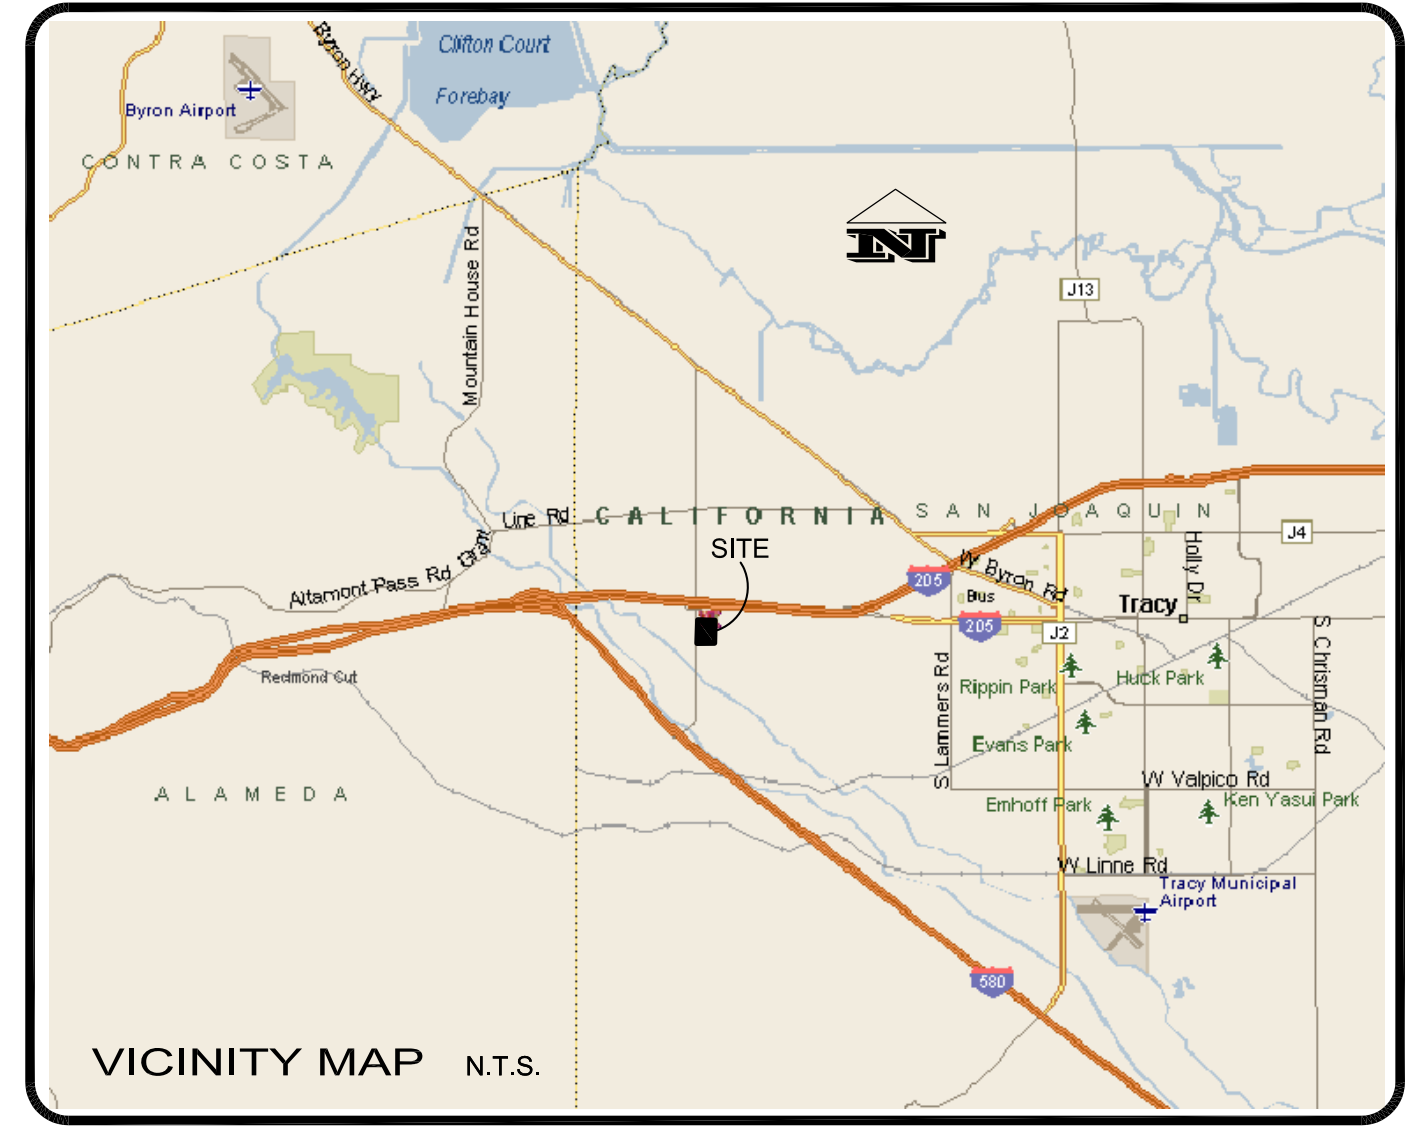 Byron HWY
Clifton Court
Forebay
Byron Airport
CONTRA COSTA
N
Mountain House Rd
J13
SAN JOAQUIN
Line Rd
CALIFORNIA
J4
SITE
Grant
Holly Dr
W Byron Rd
205
Altamont Pass Rd
Bus
205
Tracy
J2
S Chrisman Rd
Redmond Cut
S Lammers Rd
Rippin Park
Huck Park
Evans Park
W Valpico Rd
ALAMEDA
Emhoff Park
Ken Yasui Park
W Linne Rd
Tracy Municipal
Airport
580
VICINITY MAP N.T.S.